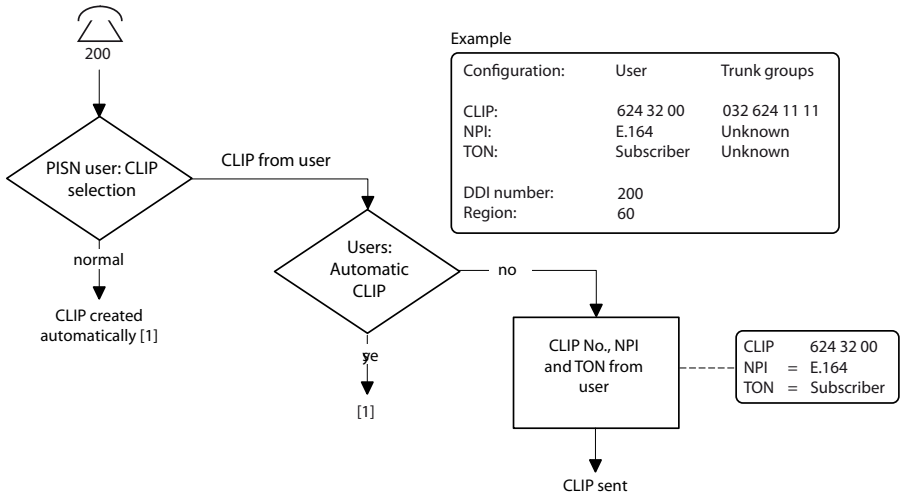 200
Example
Configuration: User Trunk groups
CLIP: 624 32 00 032 624 11 11
NPI: E.164 Unknown
TON: Subscriber Unknown
DDI number: 200
Region: 60
PISN user: CLIP
selection
CLIP from user
normal
CLIP created
automatically [1]
Users:
Automatic
CLIP
no
ye
[1]
CLIP No., NPI
and TON from
user
CLIP 624 32 00
NPI = E.164
TON = Subscriber
CLIP sent